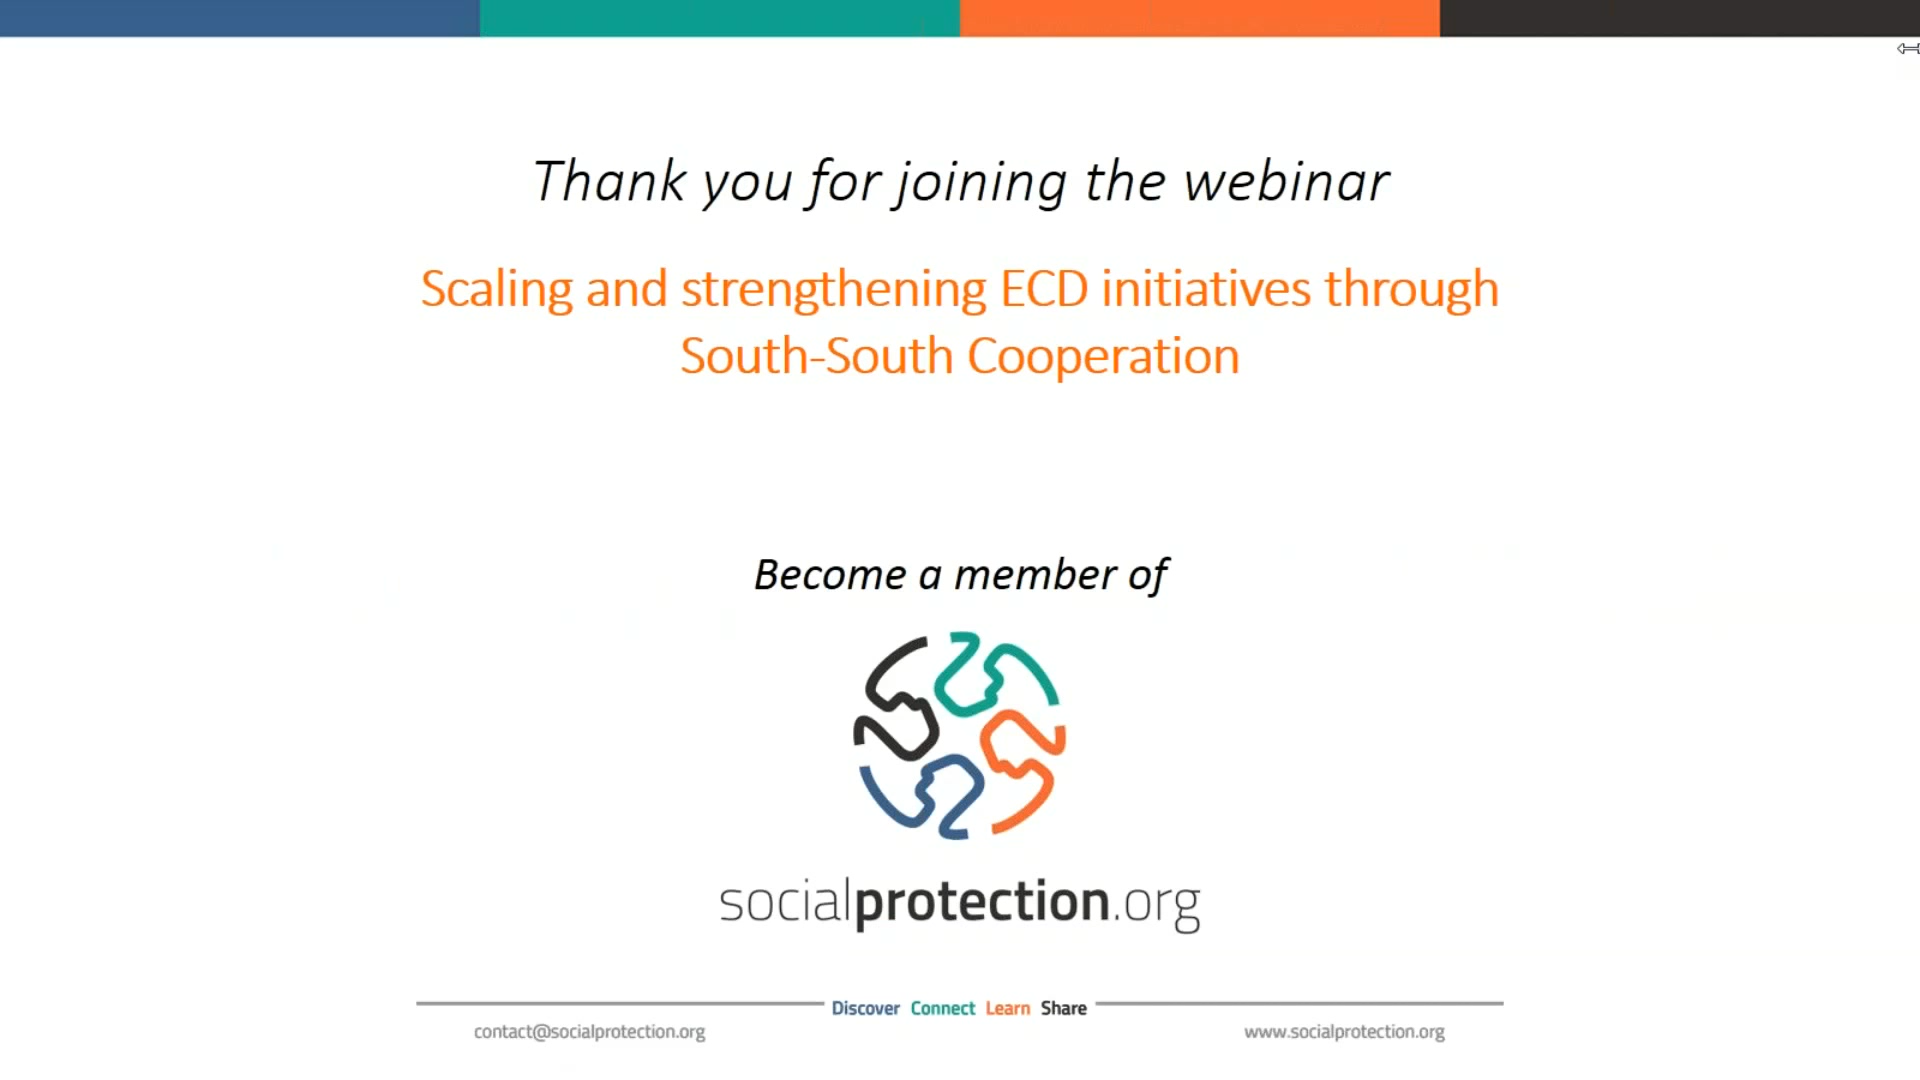 Thank you for joining the webinar
Scaling and strengthening ECD initiatives through
South-South Cooperation
Become a member of
socialprotection.org
Discover Connect Learn Share
contact@socialprotection.org
www.socialprotection.org